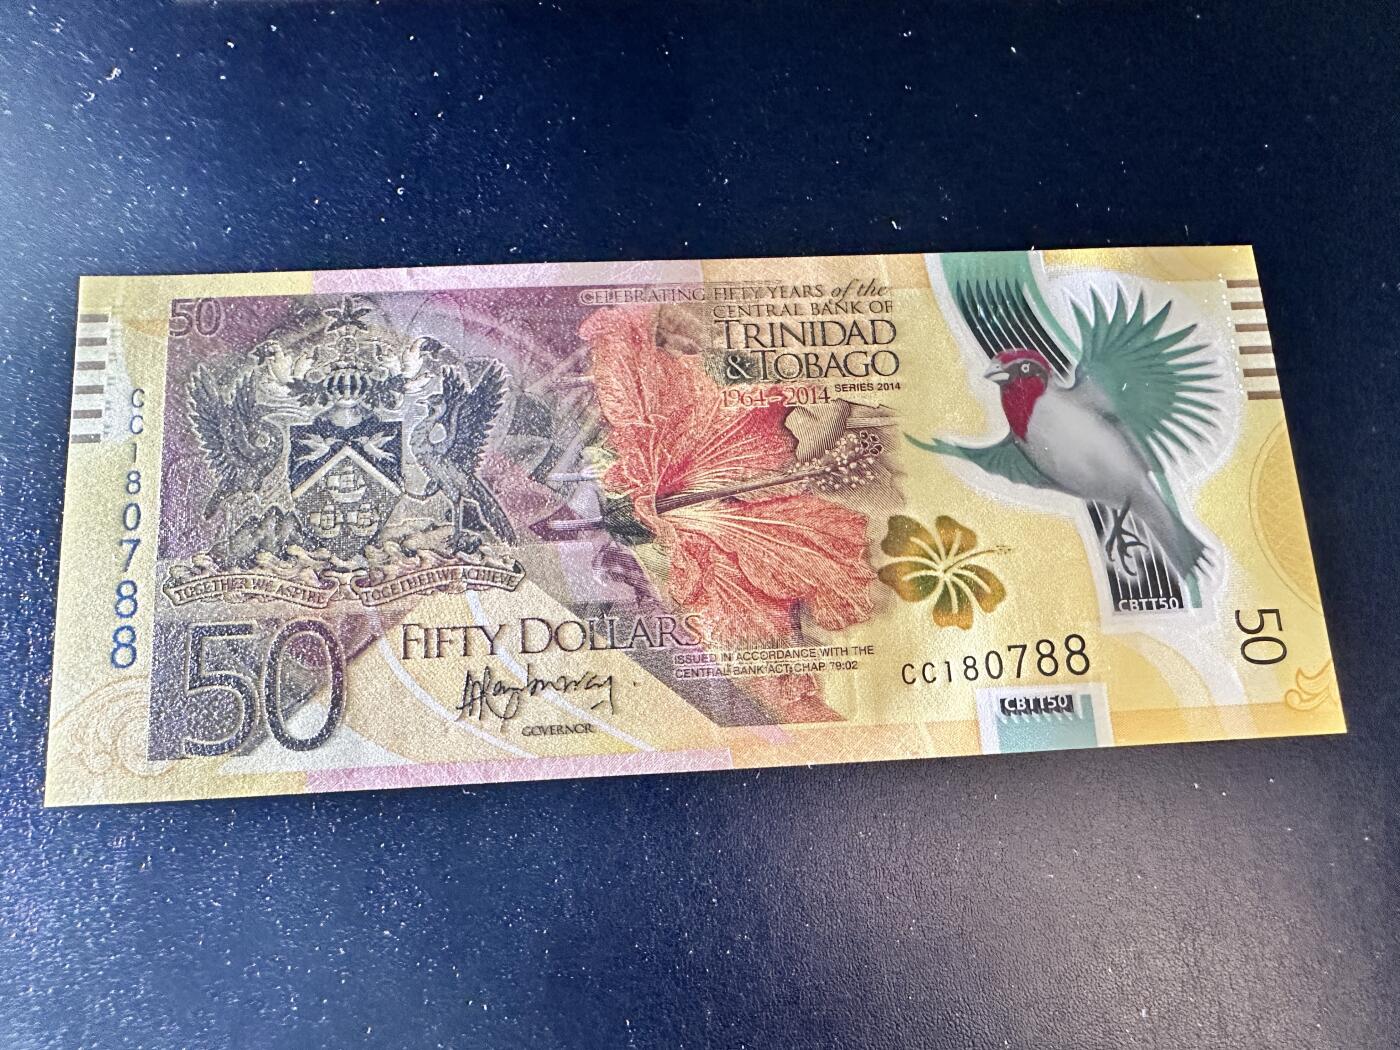 50
CELEBRATING FIFTY YEARS of the
CENTRAL BANK OF
TRINIDAD
& TOBAGO
SERIES 2014
1964-2014
CC180788
TOGETHER WE ASPIRE
TOGETHER WE ACHIEVE
50
FIFTY DOLLARS
ISSUED IN ACCORDANCE WITH THE
CENTRAL BANK ACT; CHAP 79:02
GOVERNOR
CC180788
CBTT50
CBTT50
50